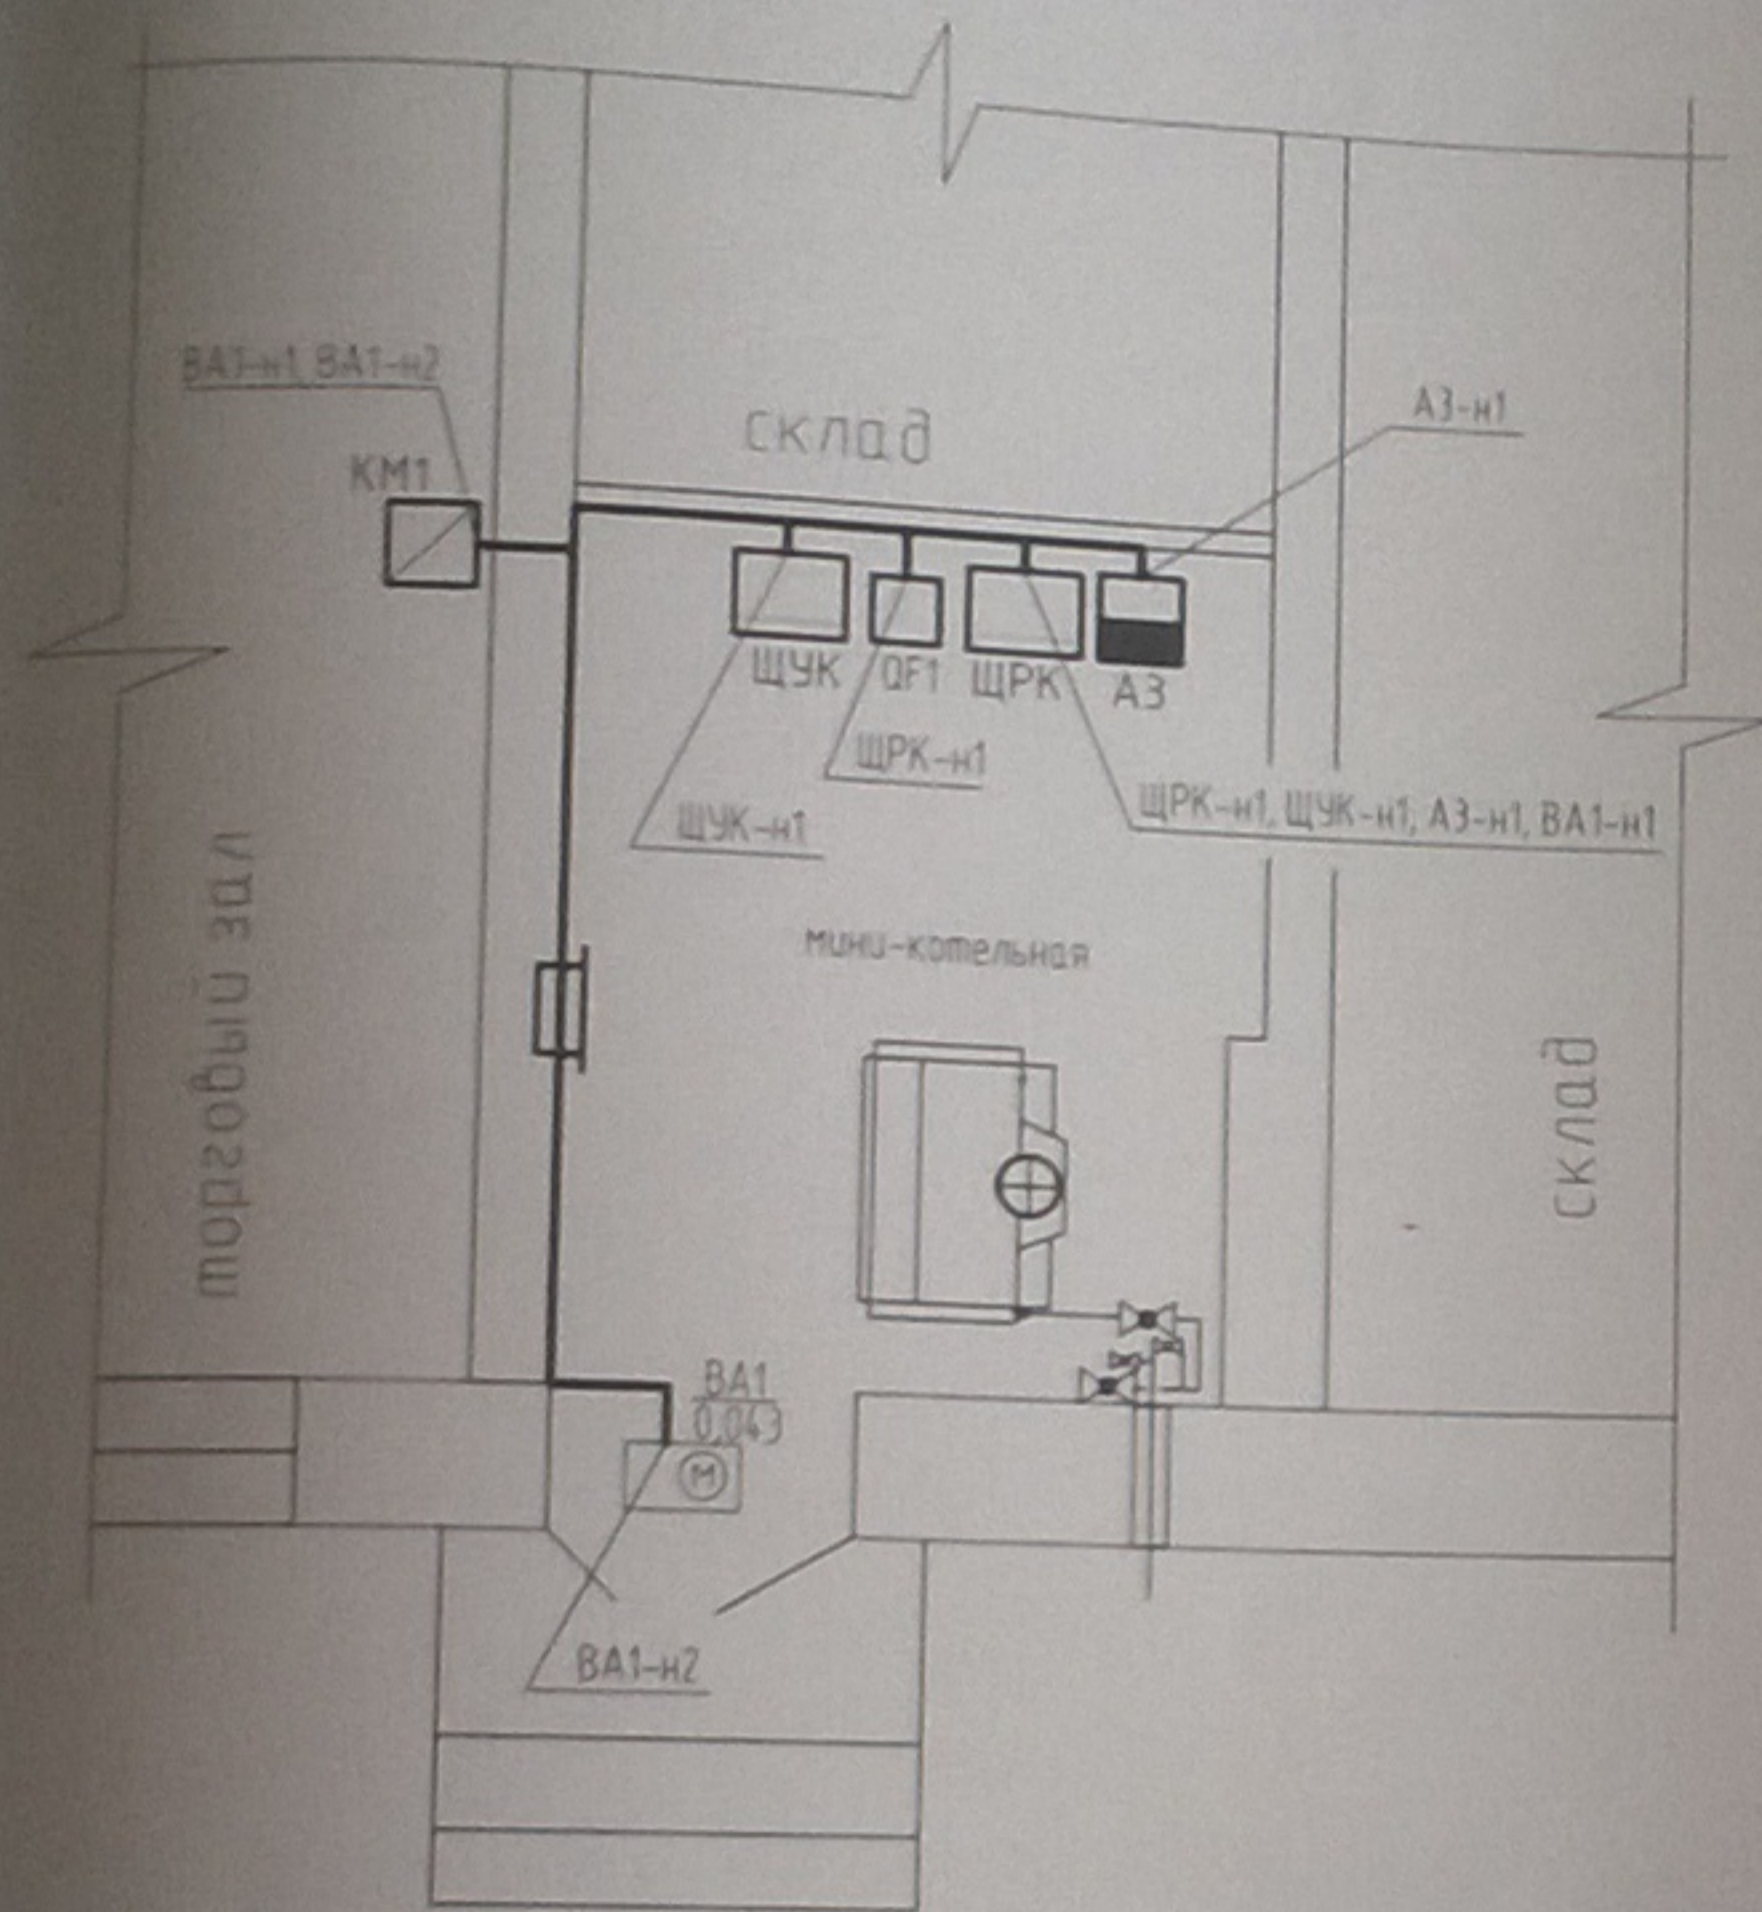 ВА1-н1, ВА1-н2
А3-н1
склад
КМ1
ЩУК
QF1
ЩРК
А3
ЩРК-н1
ЩУК-н1
ЩРК-н1, ЩУК-н1, А3-н1, ВА1-н1
торговый зал
мини-котельная
склад
ВА1
0,043
М
ВА1-н2